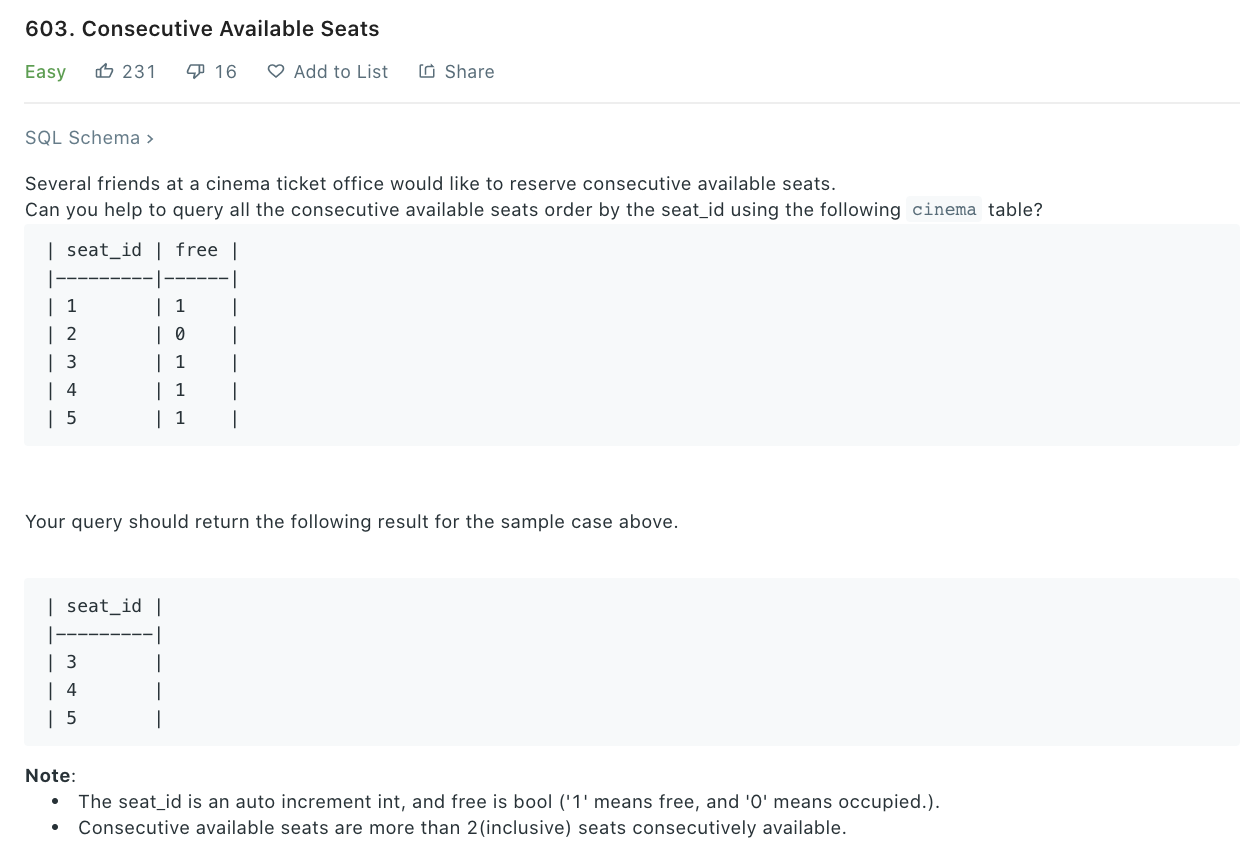 603. Consecutive Available Seats
Easy 231 16 Add to List Share
SQL Schema >
Several friends at a cinema ticket office would like to reserve consecutive available seats.
Can you help to query all the consecutive available seats order by the seat_id using the following cinema table?
| seat_id | free |
|---------|------|
| 1       | 1    |
| 2       | 0    |
| 3       | 1    |
| 4       | 1    |
| 5       | 1    |
Your query should return the following result for the sample case above.
| seat_id |
|---------|
| 3       |
| 4       |
| 5       |
Note:
• The seat_id is an auto increment int, and free is bool ('1' means free, and '0' means occupied.).
• Consecutive available seats are more than 2(inclusive) seats consecutively available.